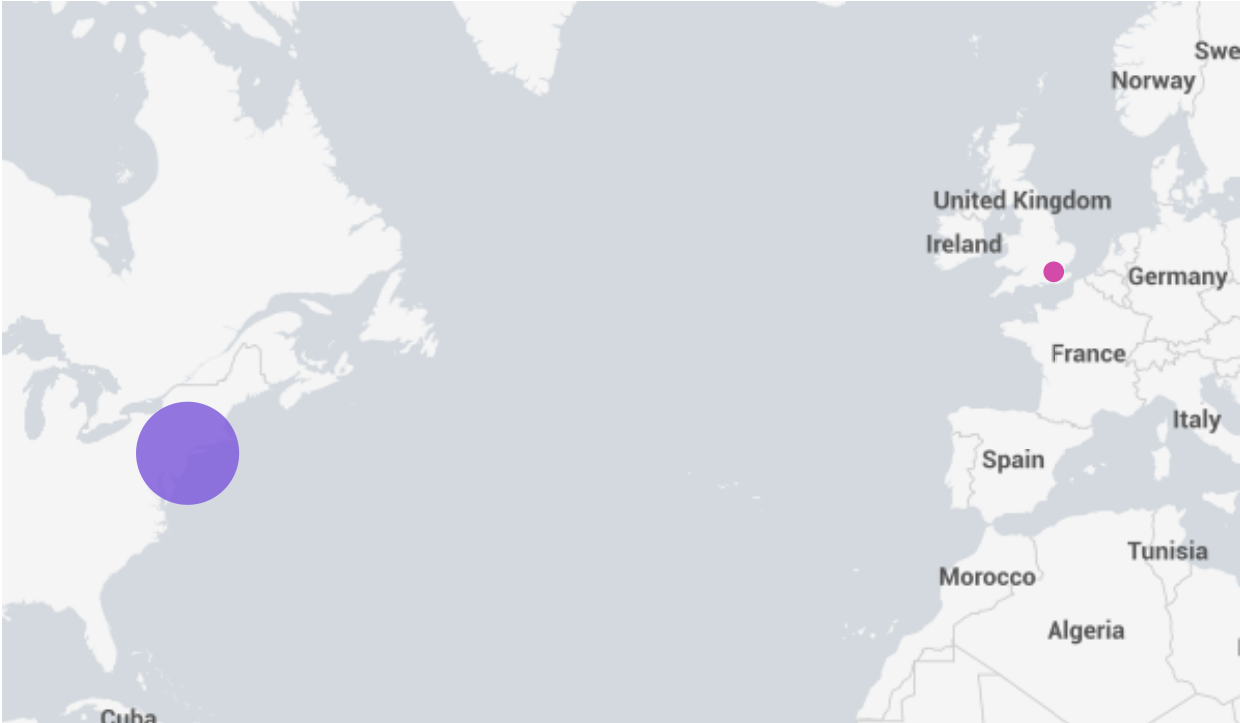 Swe
Norway
United Kingdom
Ireland
Germany
France
Italy
Spain
Tunisia
Morocco
Algeria
Cuba